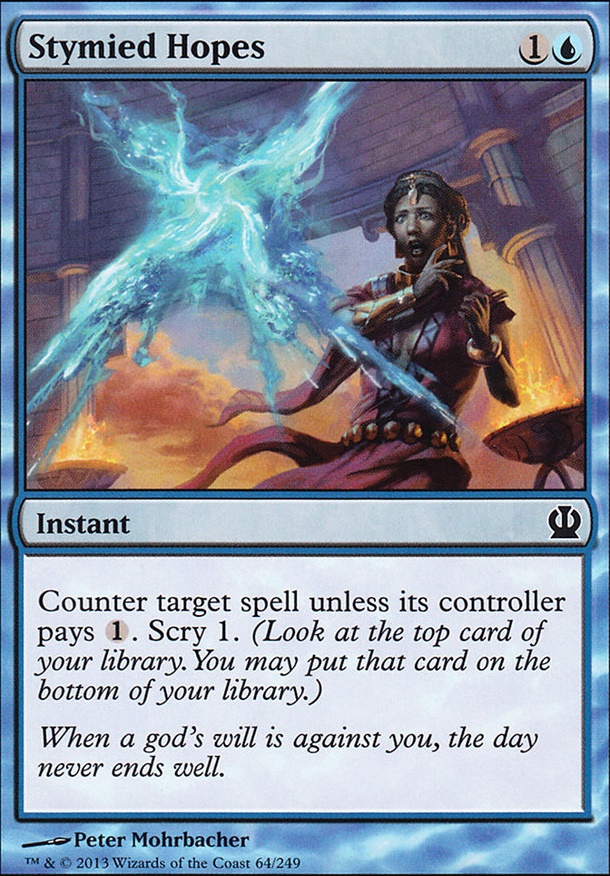 Stymied Hopes 1
Instant
Counter target spell unless its controller
pays 1. Scry 1. (Look at the top card of
your library. You may put that card on the
bottom of your library.)
When a god's will is against you, the day
never ends well.
Peter Mohrbacher
™ & © 2013 Wizards of the Coast 64/249